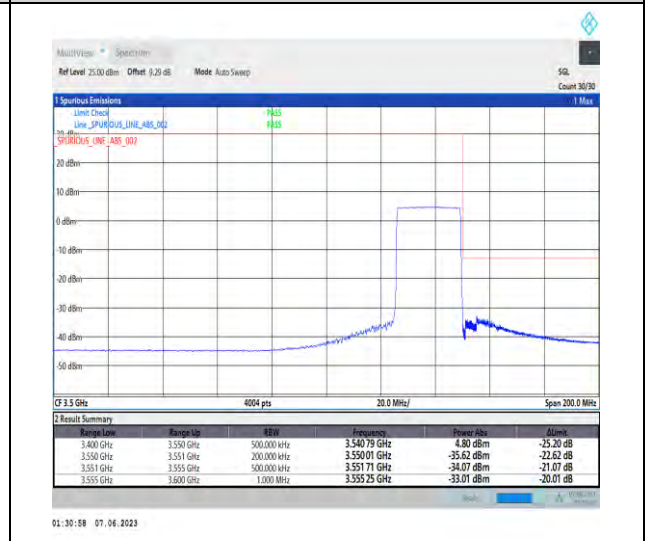 MultiView Spectrum
Ref Level 25.00 dBm Offset 9.29 dB Mode Auto Sweep SGL
Count 30/30
1 Spurious Emissions 1 Max
Limit Check PASS
Line _SPURIOUS_LINE_ABS_002 PASS
_SPURIOUS_LINE_ABS_002
20 dBm
10 dBm
0 dBm
-10 dBm
-20 dBm
-30 dBm
-40 dBm
-50 dBm
CF 3.5 GHz 4004 pts 20.0 MHz/ Span 200.0 MHz
2 Result Summary
Range Low Range Up RBW Frequency Power Abs ΔLimit
3.400 GHz 3.550 GHz 500.000 kHz 3.540 79 GHz 4.80 dBm -25.20 dB
3.550 GHz 3.551 GHz 200.000 kHz 3.550 01 GHz -35.62 dBm -22.62 dB
3.551 GHz 3.555 GHz 500.000 kHz 3.551 71 GHz -34.07 dBm -21.07 dB
3.555 GHz 3.600 GHz 1.000 MHz 3.555 25 GHz -33.01 dBm -20.01 dB
01:30:58 07.06.2023